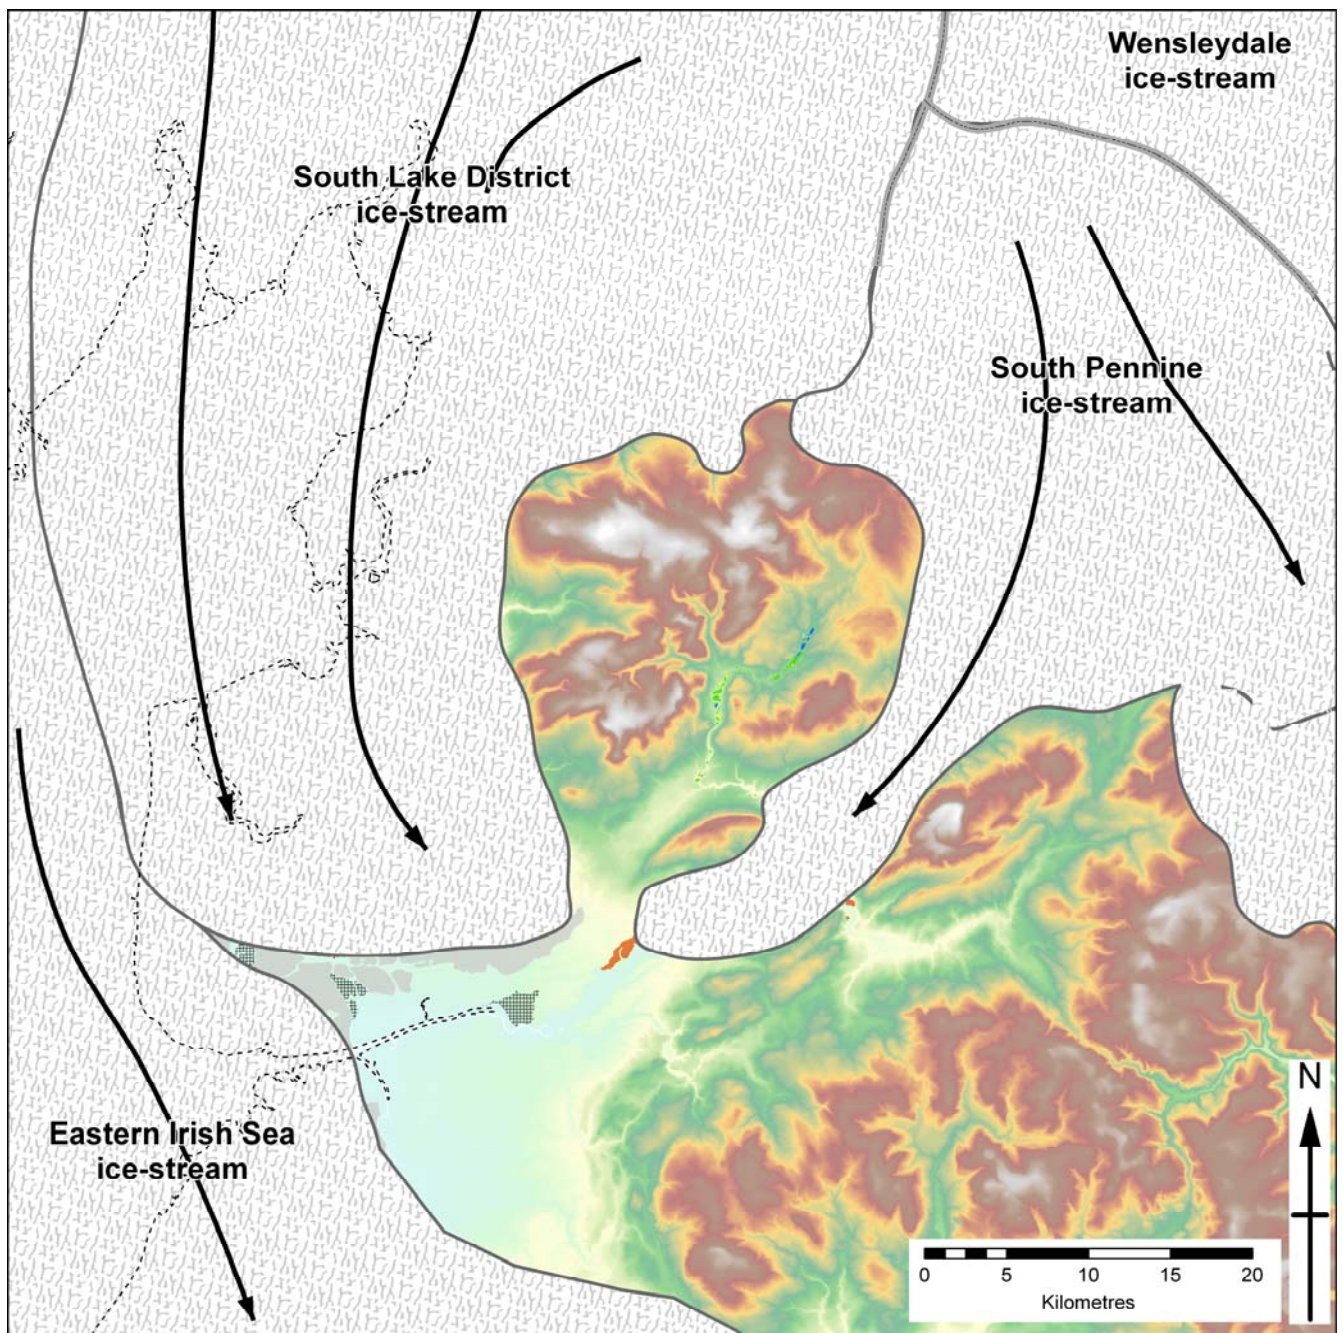 Wensleydale
ice-stream
South Lake District
ice-stream
South Pennine
ice-stream
Eastern Irish Sea
ice-stream
N
0 5 10 15 20
Kilometres